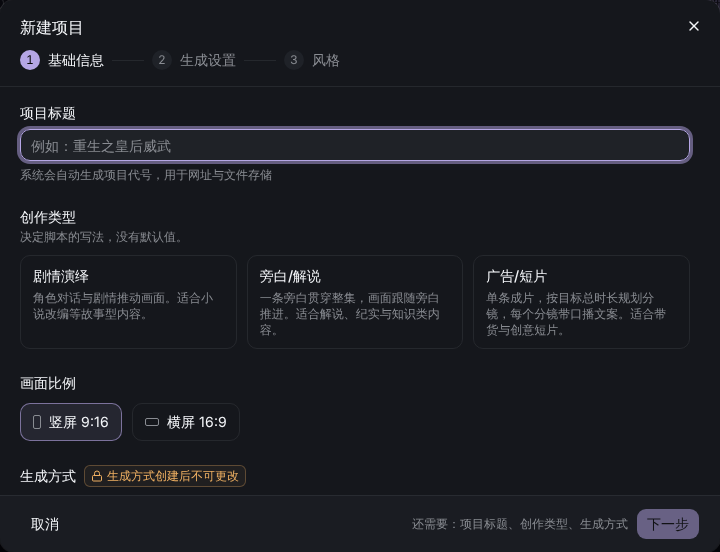 新建项目
1 基础信息 2 生成设置 3 风格
项目标题
例如：重生之皇后威武
系统会自动生成项目代号，用于网址与文件存储
创作类型
决定脚本的写法，没有默认值。
剧情演绎
角色对话与剧情推动画面。适合小
说改编等故事型内容。
旁白/解说
一条旁白贯穿整集，画面跟随旁白
推进。适合解说、纪实与知识类内
容。
广告/短片
单条成片，按目标总时长规划分
镜，每个分镜带口播文案。适合带
货与创意短片。
画面比例
竖屏 9:16 横屏 16:9
生成方式 生成方式创建后不可更改
取消 还需要：项目标题、创作类型、生成方式 下一步